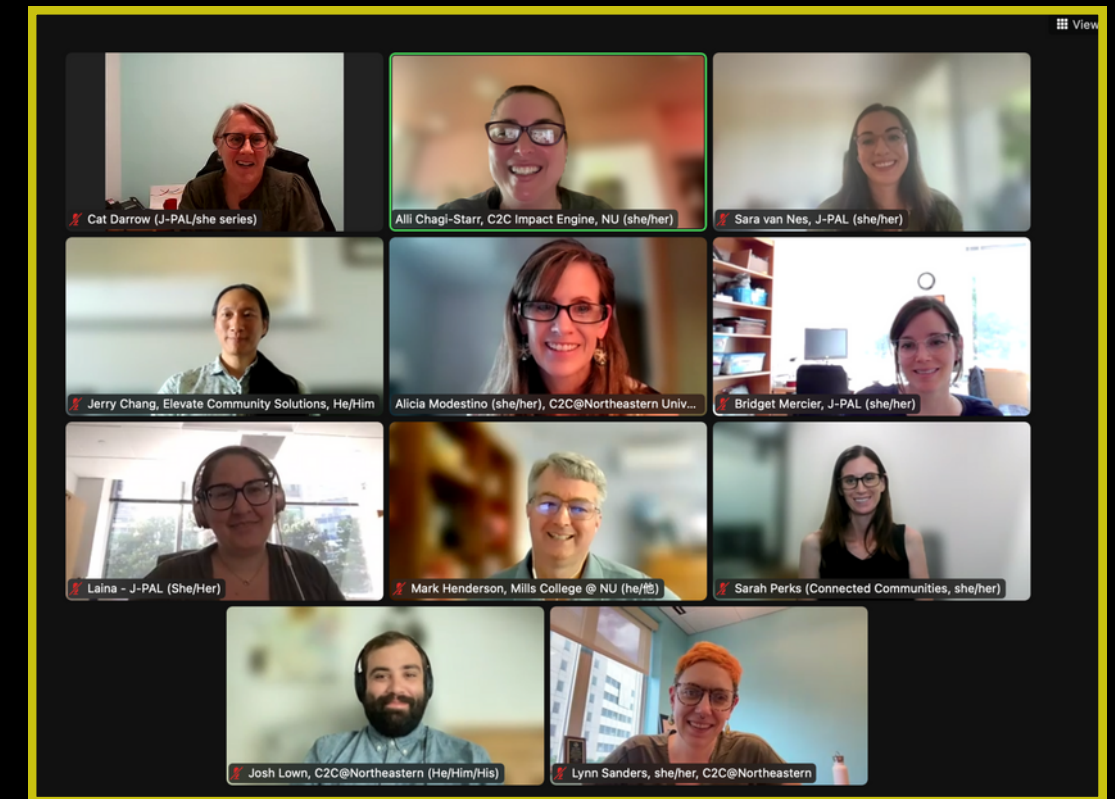 View
Cat Darrow (J-PAL/she series)
Alli Chagi-Starr, C2C Impact Engine, NU (she/her)
Sara van Nes, J-PAL (she/her)
Jerry Chang, Elevate Community Solutions, He/Him
Alicia Modestino (she/her), C2C@Northeastern Univ...
Bridget Mercier, J-PAL (she/her)
Laina - J-PAL (She/Her)
Mark Henderson, Mills College @ NU (he/他)
Sarah Perks (Connected Communities, she/her)
Josh Lown, C2C@Northeastern (He/Him/His)
Lynn Sanders, she/her, C2C@Northeastern